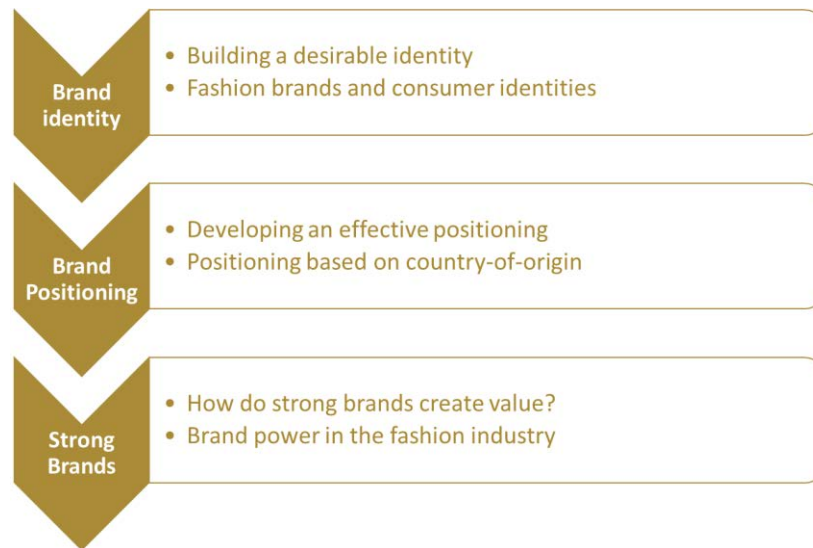 Brand
identity
• Building a desirable identity
• Fashion brands and consumer identities
Brand
Positioning
• Developing an effective positioning
• Positioning based on country-of-origin
Strong
Brands
• How do strong brands create value?
• Brand power in the fashion industry